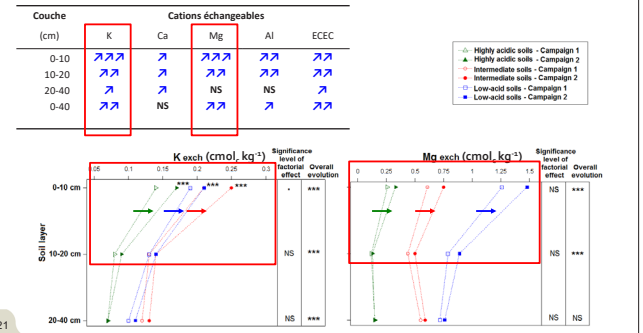 Couche Cations échangeables
(cm) K Ca Mg Al ECEC
0-10 ↗↗↗ ↗ ↗↗↗ ↗↗ ↗↗
10-20 ↗↗ ↗ ↗↗ ↗↗ ↗↗
20-40 ↗ ↗ NS NS ↗
0-40 ↗↗ NS ↗↗ ↗ ↗↗
Highly acidic soils - Campaign 1
Highly acidic soils - Campaign 2
Intermediate soils - Campaign 1
Intermediate soils - Campaign 2
Low-acid soils - Campaign 1
Low-acid soils - Campaign 2
K exch (cmolc kg⁻¹)
Significance level of factorial effect
Overall evolution
0.05 0.1 0.15 0.2 0.25 0.3
Soil layer
0-10 cm *** *** *** . ***
10-20 cm NS ***
20-40 cm NS ***
Mg exch (cmolc kg⁻¹)
Significance level of factorial effect
Overall evolution
0 0.25 0.5 0.75 1 1.25 1.5
NS ***
NS ***
NS NS
21